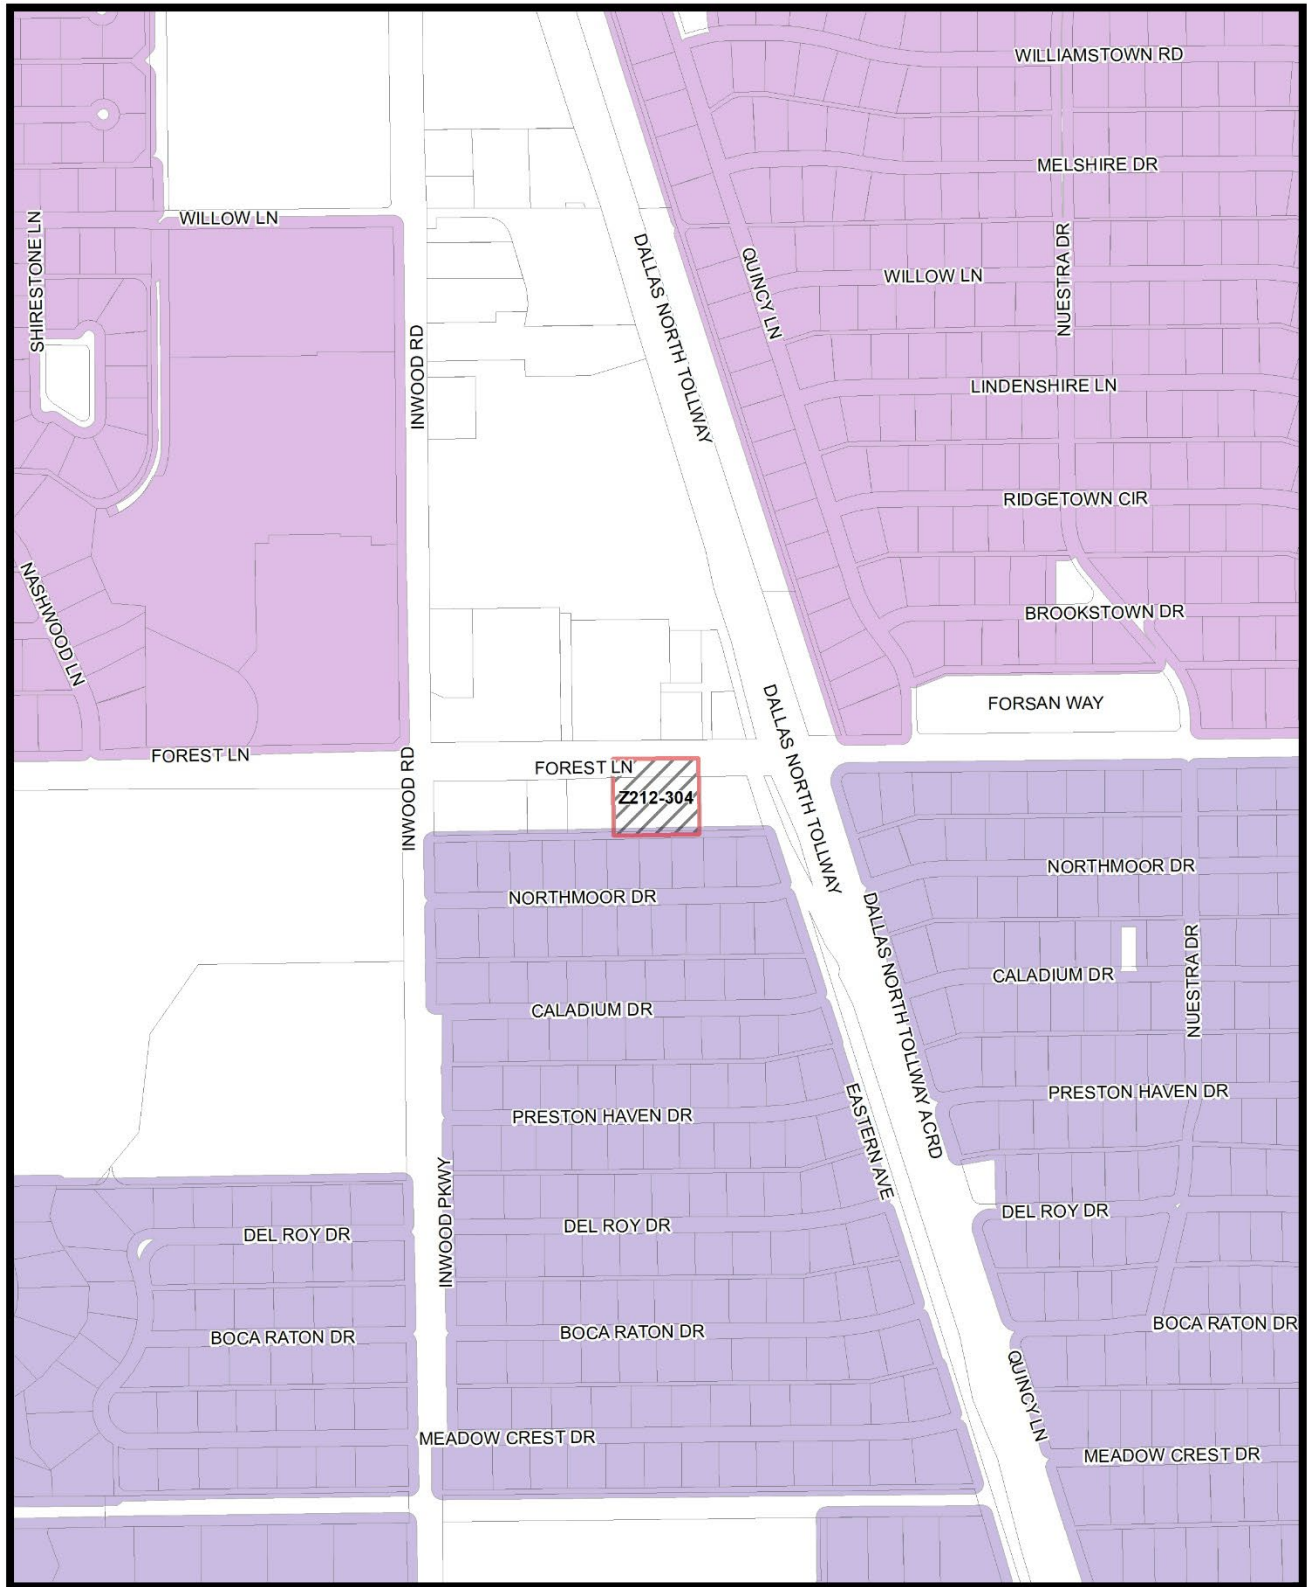 WILLIAMSTOWN RD
MELSHIRE DR
WILLOW LN
SHIRESTONE LN
NUESTRA DR
DALLAS NORTH TOLLWAY
QUINCY LN
WILLOW LN
INWOOD RD
LINDENSHIRE LN
RIDGETOWN CIR
NASHWOOD LN
BROOKSTOWN DR
FORSAN WAY
DALLAS NORTH TOLLWAY
FOREST LN
INWOOD RD
FOREST LN
Z212-304
NORTHMOOR DR
NORTHMOOR DR
DALLAS NORTH TOLLWAY ACRD
NUESTRA DR
CALADIUM DR
CALADIUM DR
PRESTON HAVEN DR
PRESTON HAVEN DR
EASTERN AVE
INWOOD PKWY
DEL ROY DR
DEL ROY DR
DEL ROY DR
BOCA RATON DR
BOCA RATON DR
BOCA RATON DR
QUINCY LN
MEADOW CREST DR
MEADOW CREST DR